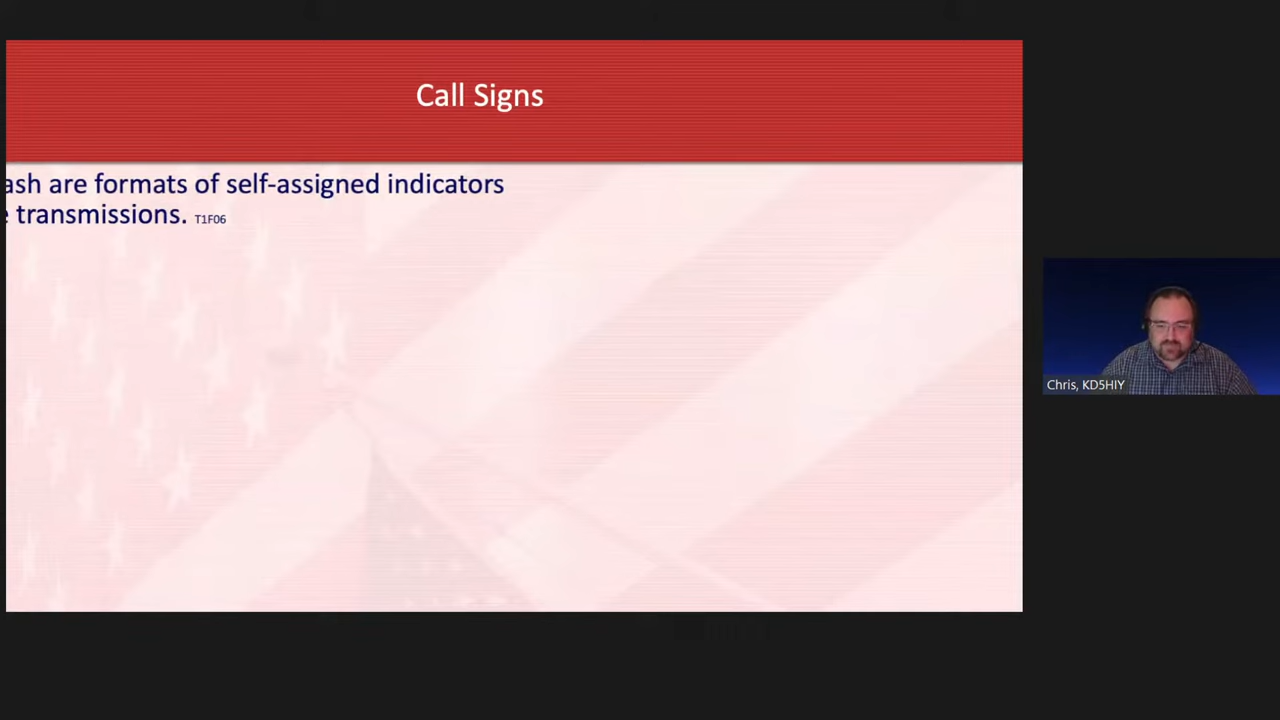 Call Signs
ash are formats of self-assigned indicators
transmissions. T1F06
Chris, KD5HIY